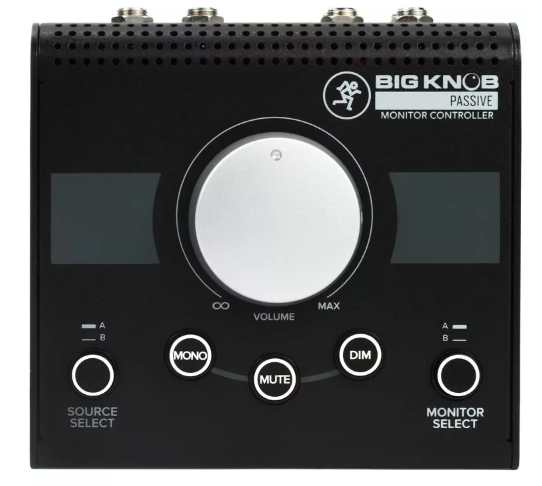 BIG KNOB
PASSIVE
MONITOR CONTROLLER
∞
MAX
VOLUME
A
B
A
B
MONO
MUTE
DIM
SOURCE
SELECT
MONITOR
SELECT